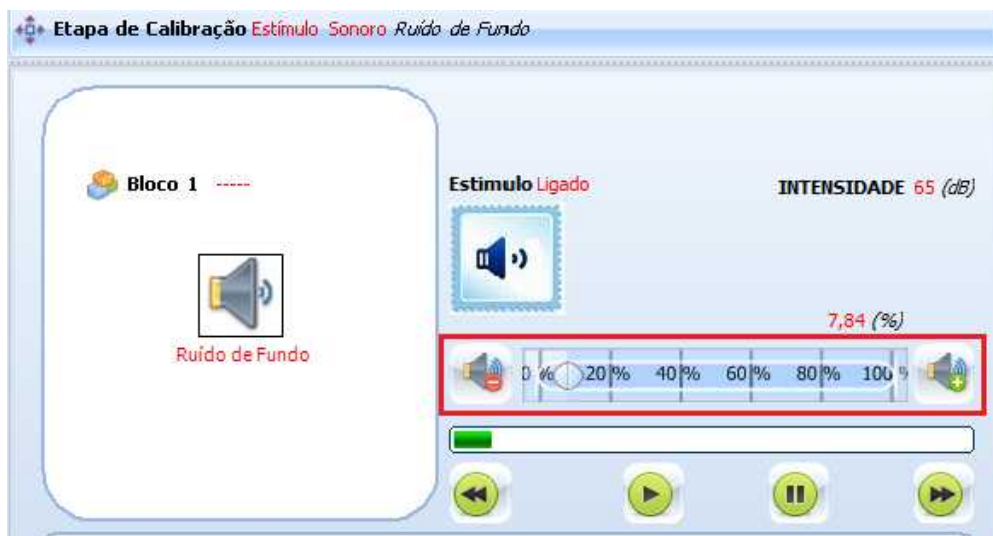 Etapa de Calibração Estímulo Sonoro Ruído de Fundo
Bloco 1 -----
Ruído de Fundo
Estimulo Ligado
INTENSIDADE 65 (dB)
7,84 (%)
0 % 20 % 40 % 60 % 80 % 100 %